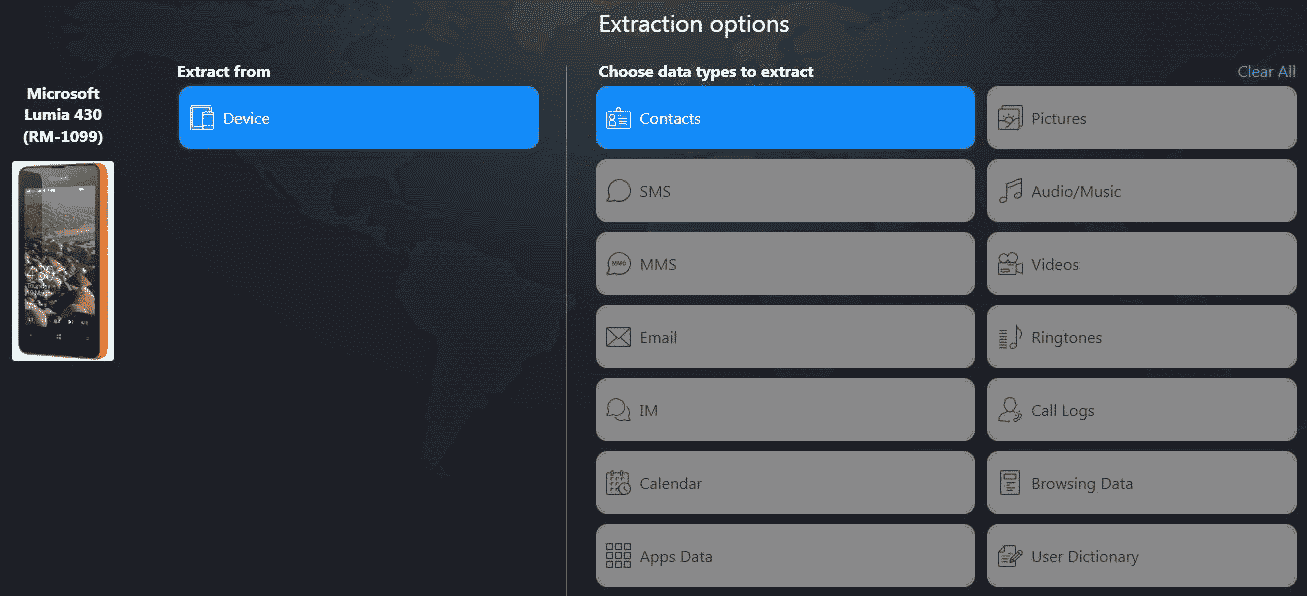 Extraction options
Extract from
Choose data types to extract
Clear All
Microsoft
Lumia 430
(RM-1099)
Device
Contacts
Pictures
SMS
Audio/Music
MMS
Videos
Email
Ringtones
IM
Call Logs
Calendar
Browsing Data
Apps Data
User Dictionary